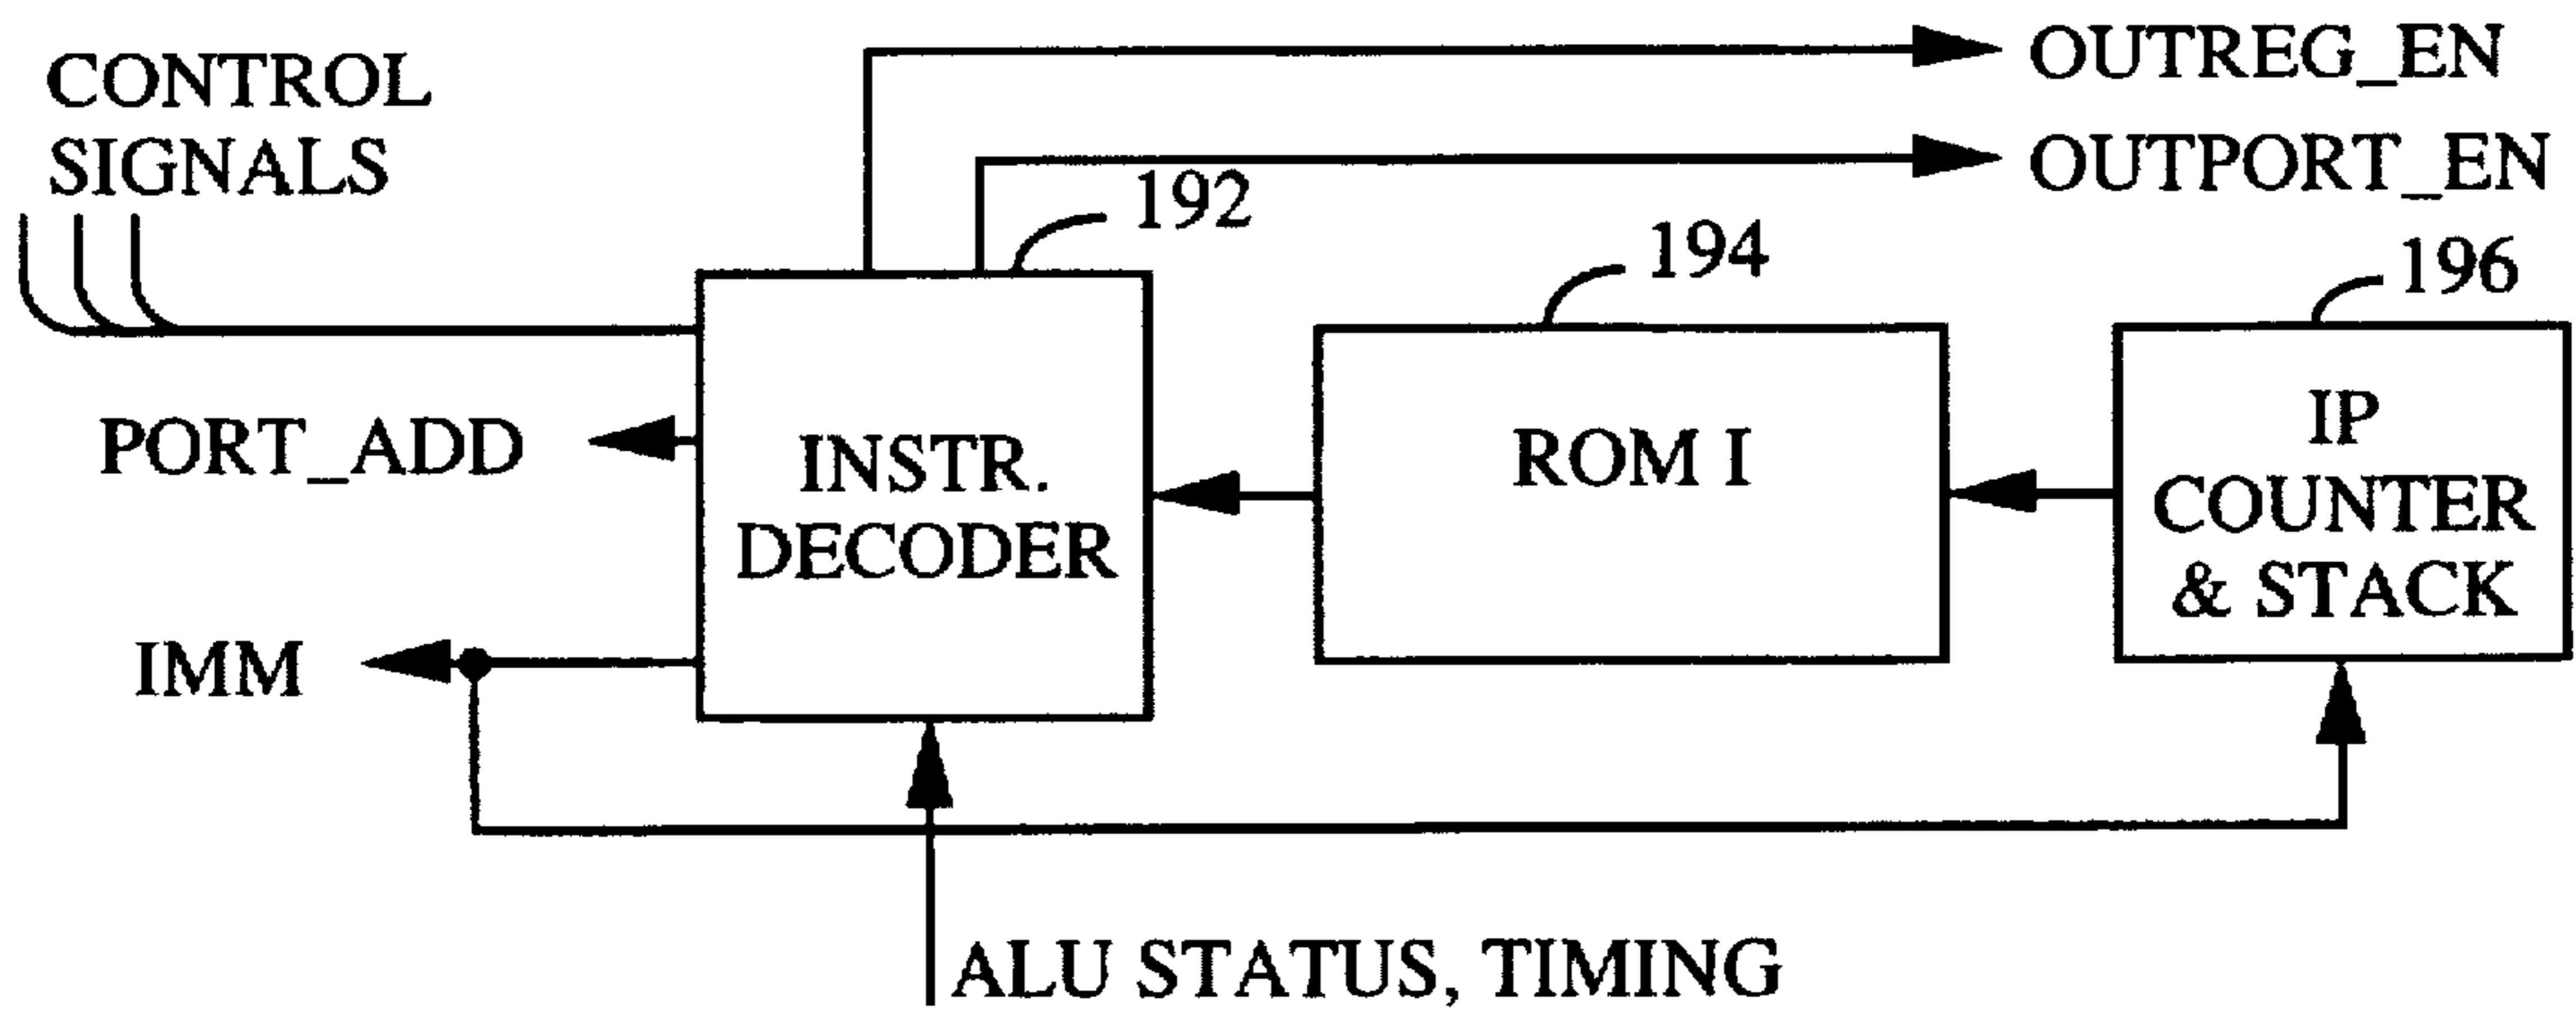 CONTROL
SIGNALS
OUTREG_EN
OUTPORT_EN
192
194
196
PORT_ADD
INSTR.
DECODER
ROM I
IP
COUNTER
& STACK
IMM
ALU STATUS, TIMING